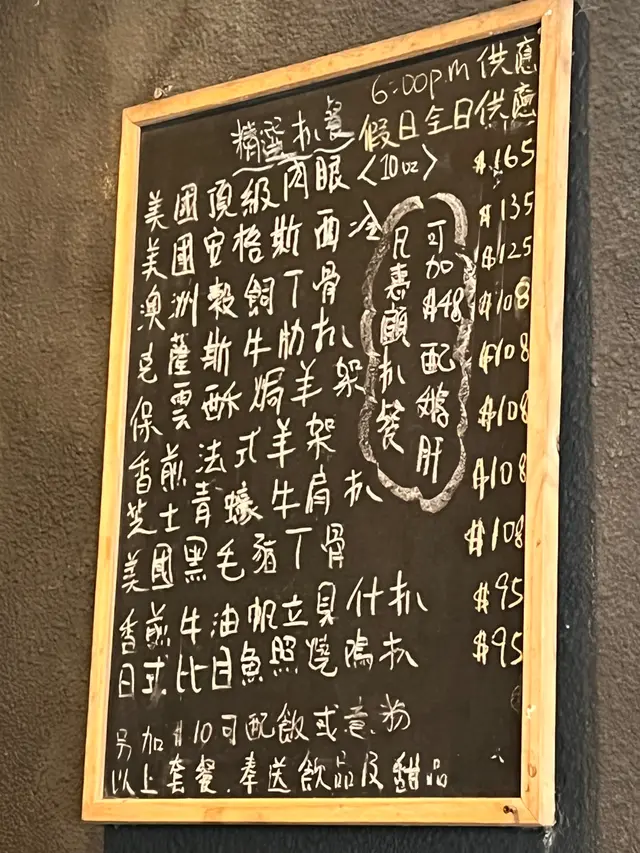 6:00pm供應
精選扒餐 假日全日供應
美國頂級肉眼〈10oz〉 $165
美國安格斯西冷 $135
澳洲穀飼丁骨 $125
克薩斯牛肋扒 $108
保雲酥焗羊架 $108
香煎法式羊架 $108
芝士青蠔牛肩扒 $108
美國黑毛豬丁骨 $108
香煎牛油帆立貝什扒 $95
日式比目魚照燒鳮扒 $95
凡惠顧扒餐
可加$48配鵝肝
另加$10可配飯或意粉
以上套餐.奉送飲品及甜品